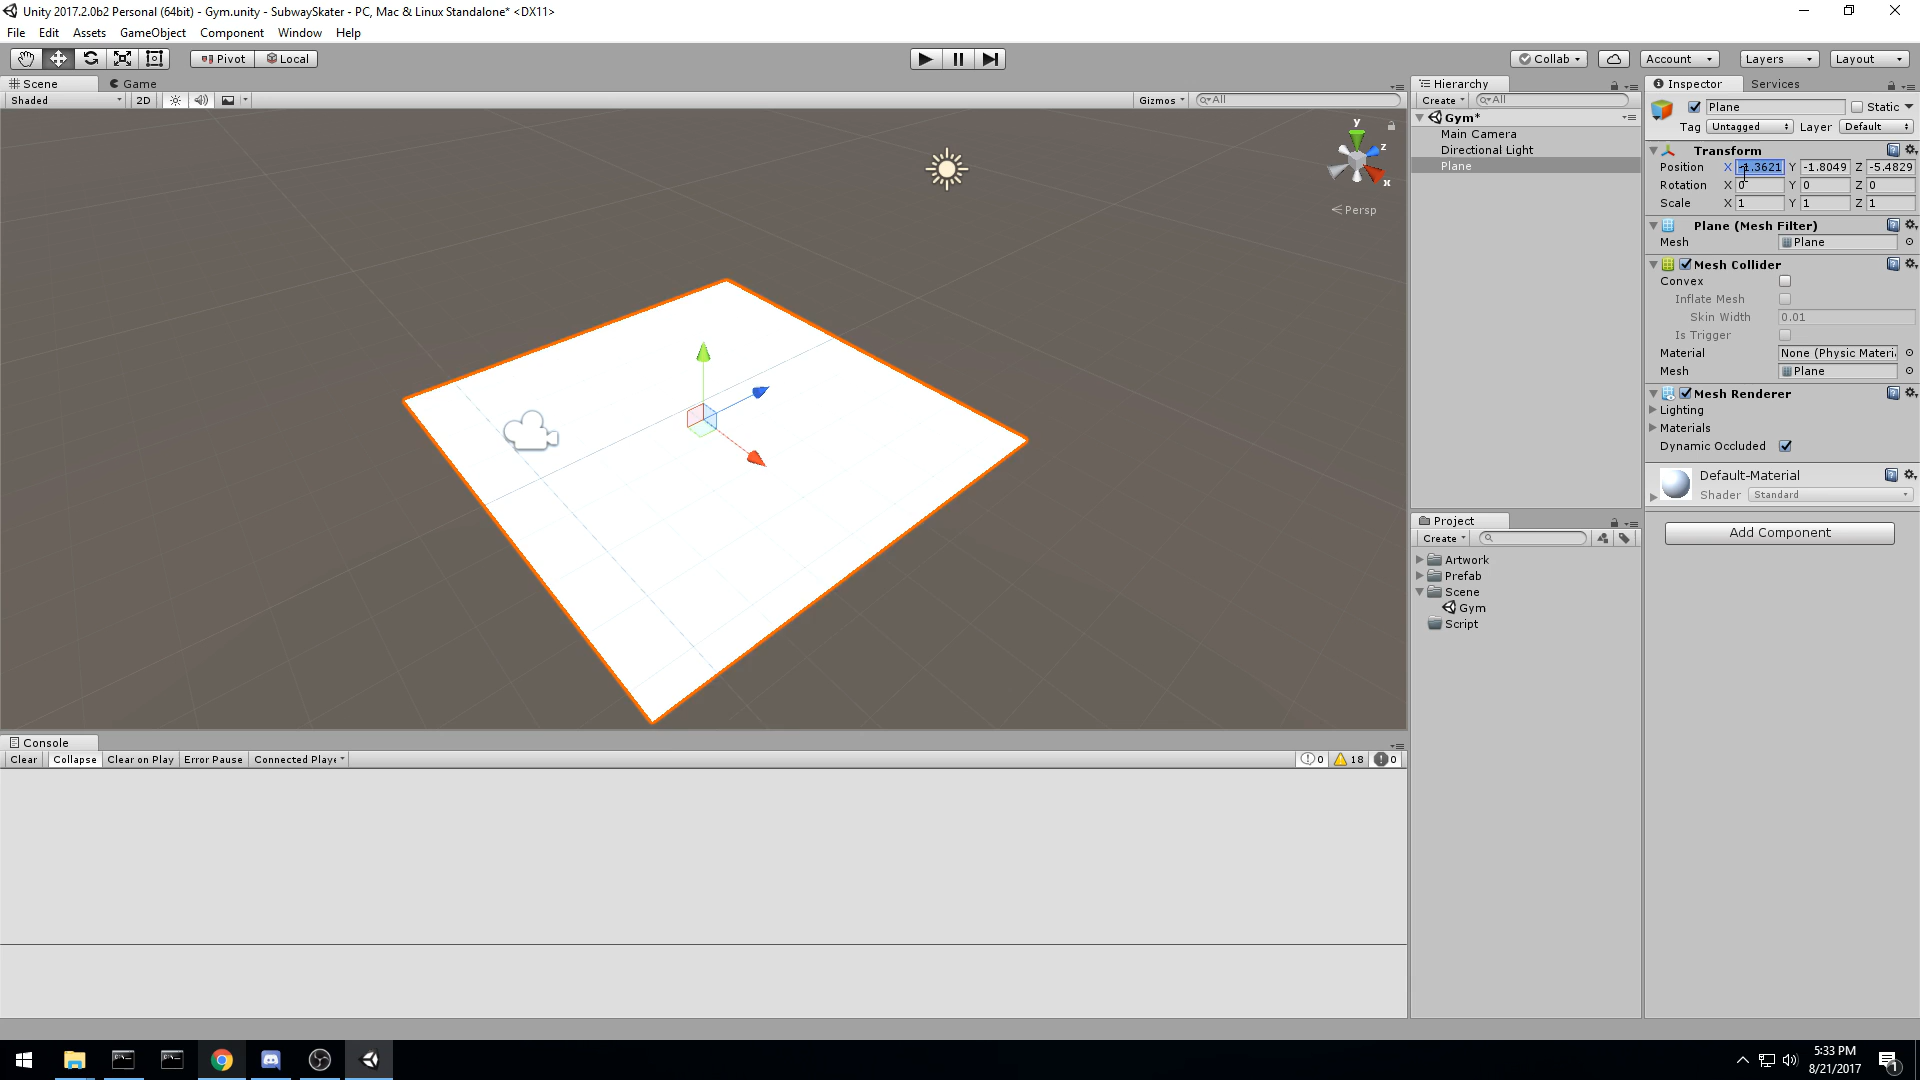 Unity 2017.2.0b2 Personal (64bit) - Gym.unity - SubwaySkater - PC, Mac & Linux Standalone* <DX11>
File Edit Assets GameObject Component Window Help
Pivot Local Collab Account Layers Layout
Scene Game
Shaded 2D Gizmos All
y
z
x
Persp
Hierarchy
Create All
Gym*
Main Camera
Directional Light
Plane
Inspector Services
Plane Static
Tag Untagged Layer Default
Transform
Position X -1.3621 Y -1.8049 Z -5.4829
Rotation X 0 Y 0 Z 0
Scale X 1 Y 1 Z 1
Plane (Mesh Filter)
Mesh Plane
Mesh Collider
Convex
Inflate Mesh
Skin Width 0.01
Is Trigger
Material None (Physic Materi
Mesh Plane
Mesh Renderer
Lighting
Materials
Dynamic Occluded
Default-Material
Shader Standard
Add Component
Project
Create
Artwork
Prefab
Scene
Gym
Script
Console
Clear Collapse Clear on Play Error Pause Connected Playe 0 18 0
5:33 PM
8/21/2017
1